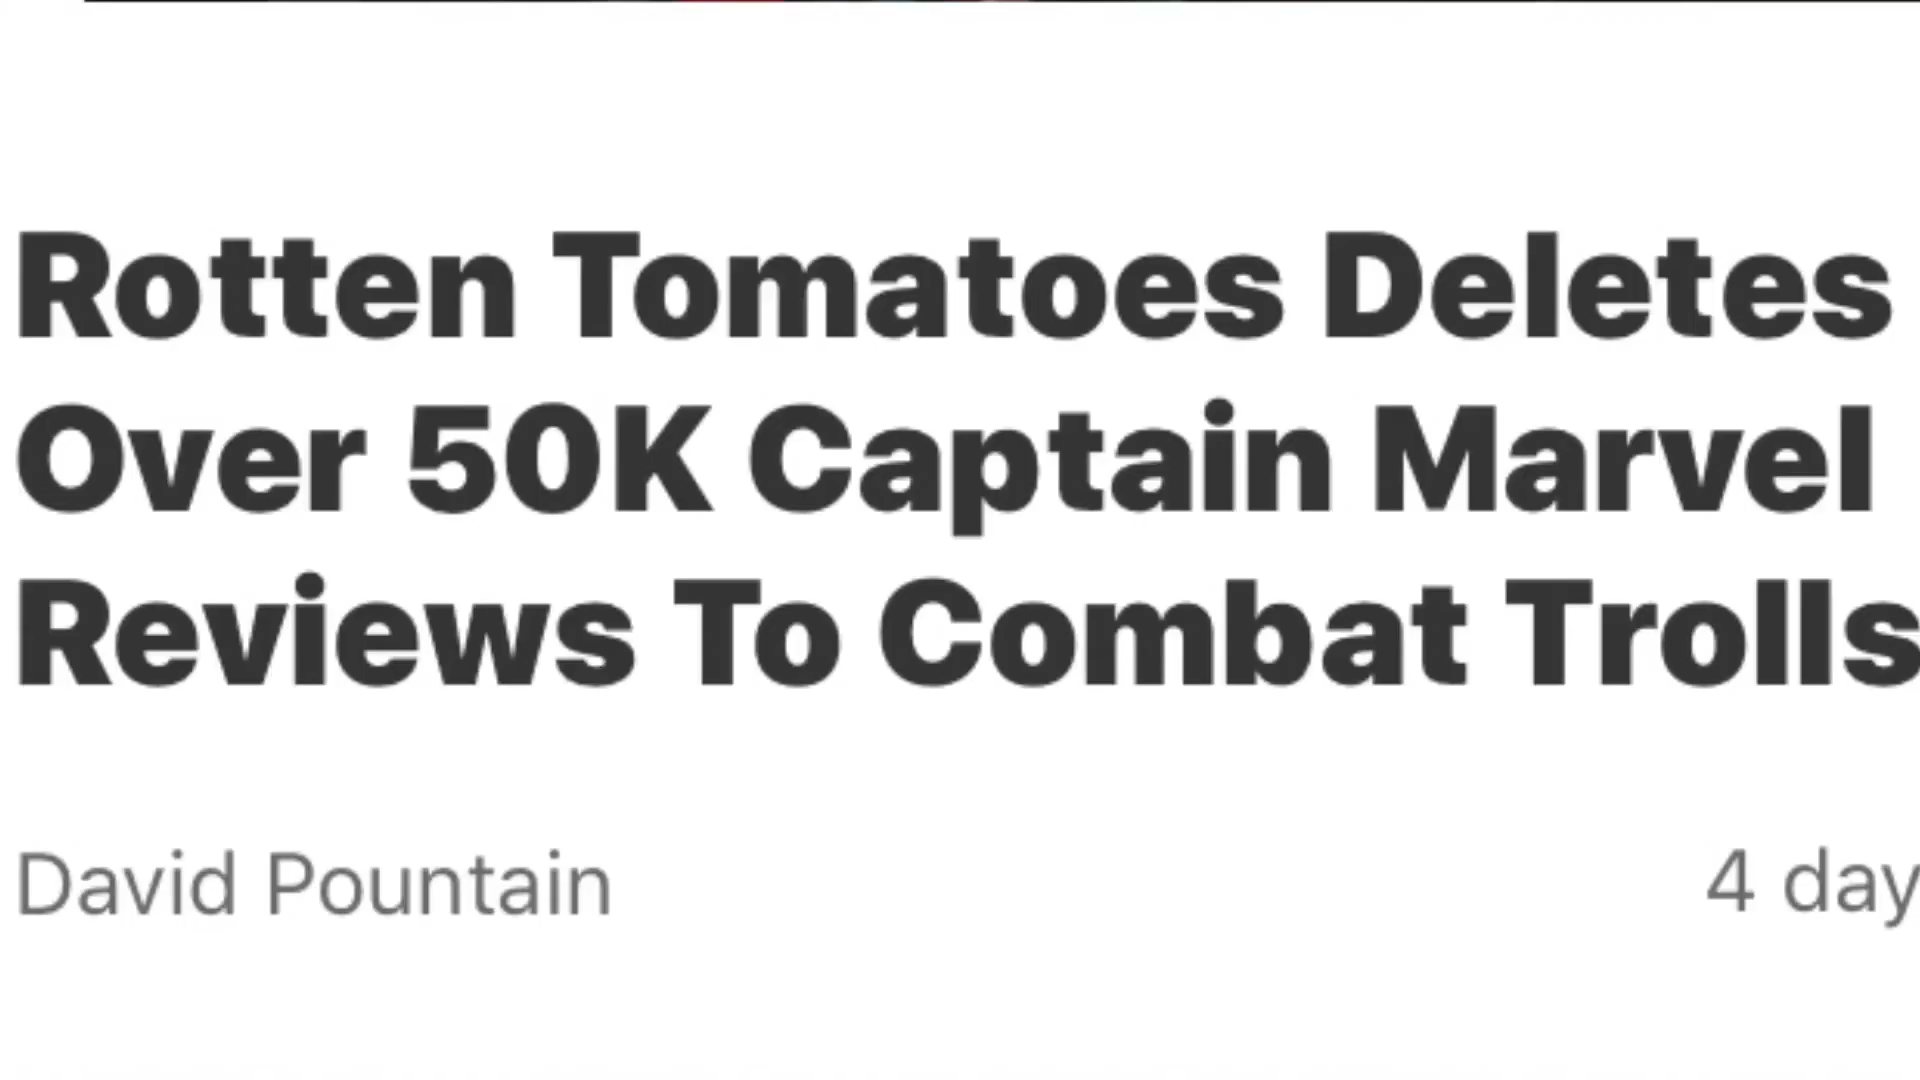 Rotten Tomatoes Deletes
Over 50K Captain Marvel
Reviews To Combat Trolls
David Pountain
4 day